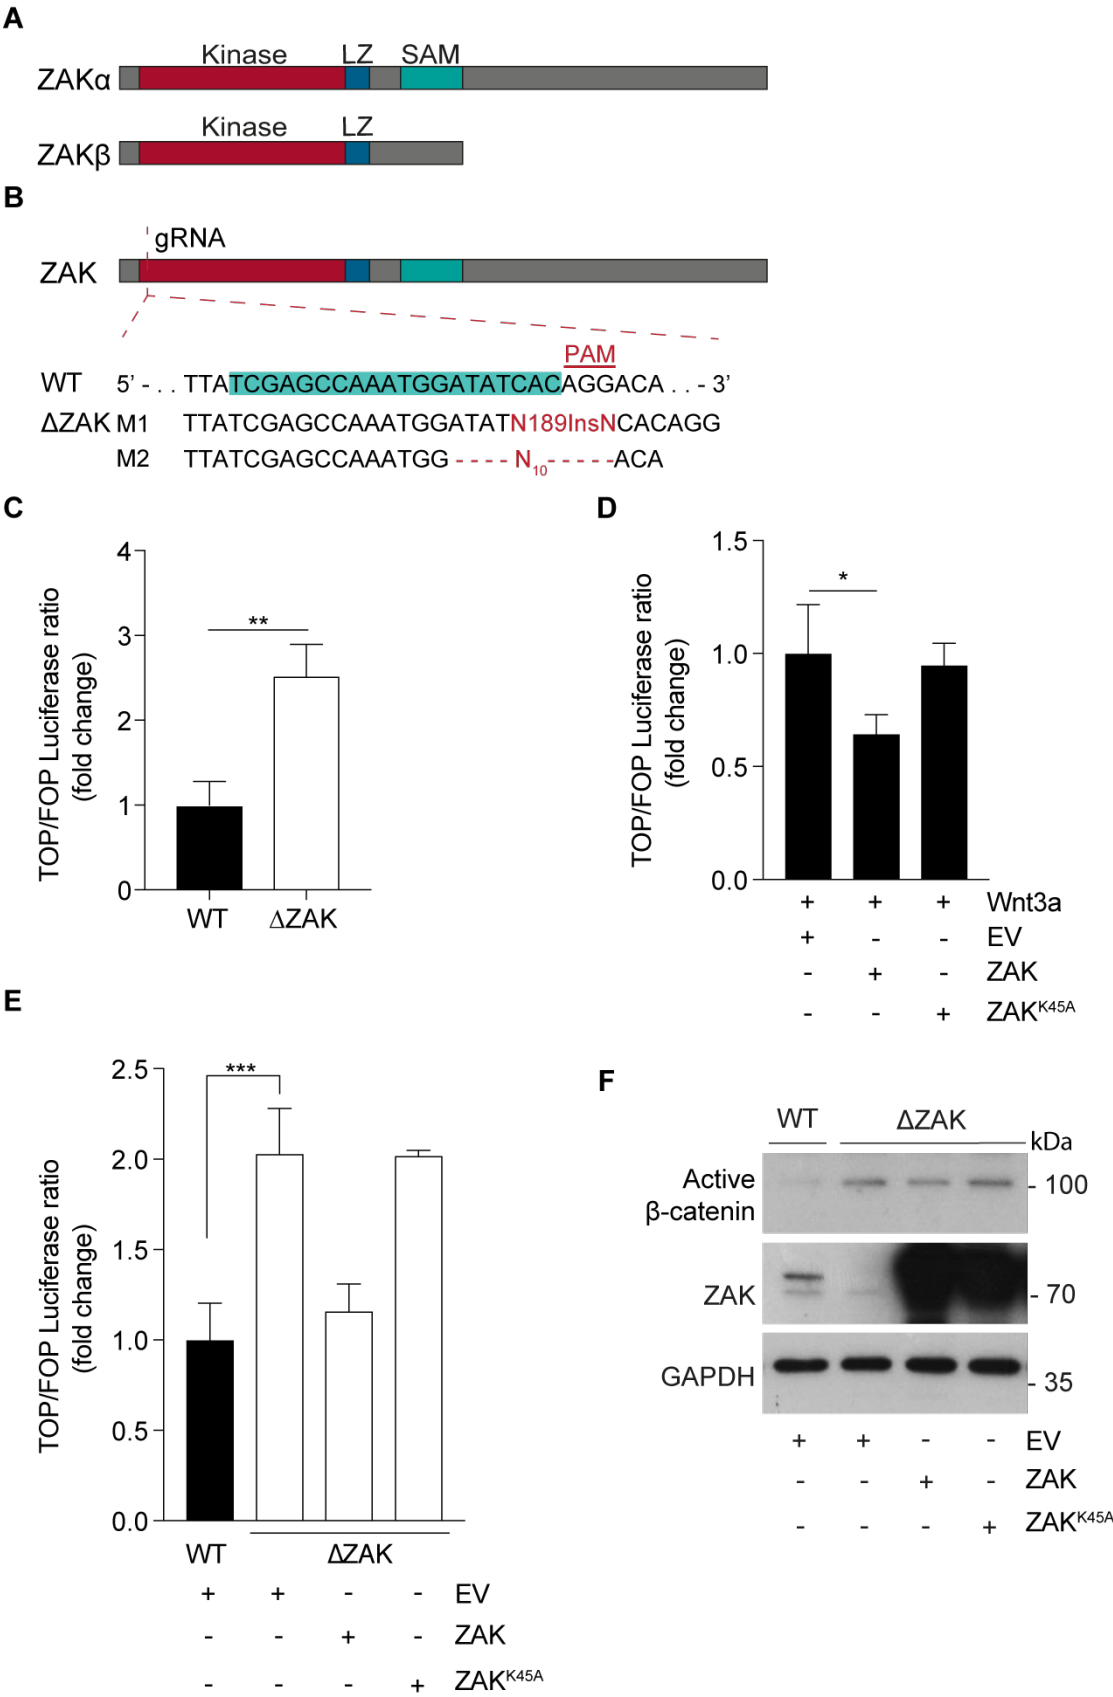 A
Kinase LZ SAM
ZAKα
Kinase LZ
ZAKβ
B
gRNA
ZAK
PAM
WT 5’ - . . TTATCGAGCCAAATGGATATCACAGGACA . . - 3’
ΔZAK M1 TTATCGAGCCAAATGGATATN189InsNCACAGG
M2 TTATCGAGCCAAATGG - - - - N10 - - - - - ACA
C
TOP/FOP Luciferase ratio
(fold change)
4
3
2
1
0
**
WT ΔZAK
D
TOP/FOP Luciferase ratio
(fold change)
1.5
1.0
0.5
0.0
*
+ + + Wnt3a
+ - - EV
- + - ZAK
- - + ZAKK45A
E
TOP/FOP Luciferase ratio
(fold change)
2.5
2.0
1.5
1.0
0.5
0.0
***
WT ΔZAK
+ + - - EV
- - + - ZAK
- - - + ZAKK45A
F
WT ΔZAK
kDa
Active
β-catenin
- 100
ZAK
- 70
GAPDH
- 35
+ + - - EV
- - + - ZAK
- - - + ZAKK45A